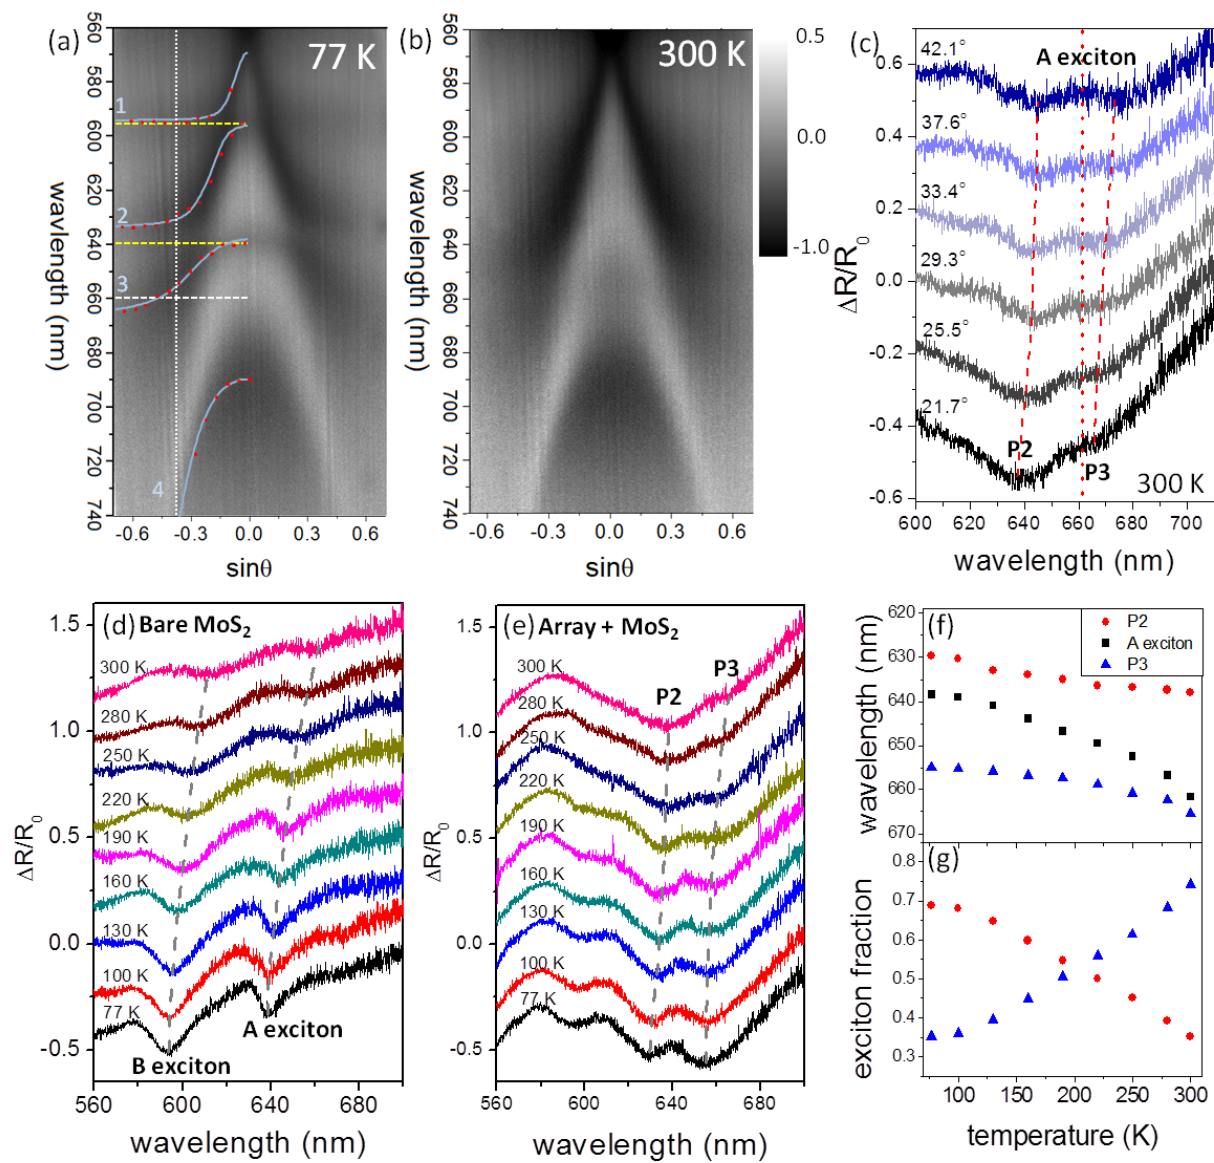 (a)
77 K
560
580
600
620
640
660
680
700
720
740
wavlength (nm)
1
2
3
4
-0.6
-0.3
0.0
0.3
0.6
sinθ
(b)
300 K
560
580
600
620
640
660
680
700
720
740
wavelength (nm)
-0.6
-0.3
0.0
0.3
0.6
sinθ
0.5
0.0
-1.0
(c)
A exciton
42.1°
37.6°
33.4°
29.3°
25.5°
21.7°
P2
P3
300 K
0.6
0.4
0.2
0.0
-0.2
-0.4
-0.6
ΔR/R0
600 620 640 660 680 700
wavelength (nm)
(d) Bare MoS2
300 K
280 K
250 K
220 K
190 K
160 K
130 K
100 K
77 K
A exciton
B exciton
1.5
1.0
0.5
0.0
-0.5
ΔR/R0
560 600 640 680
wavelength (nm)
(e) Array + MoS2
300 K
280 K
250 K
220 K
190 K
160 K
130 K
100 K
77 K
P2
P3
1.5
1.0
0.5
0.0
-0.5
ΔR/R0
560 600 640 680
wavelength (nm)
(f)
P2
A exciton
P3
620
630
640
650
660
670
wavelength (nm)
(g)
0.8
0.7
0.6
0.5
0.4
0.3
exciton fraction
100 150 200 250 300
temperature (K)